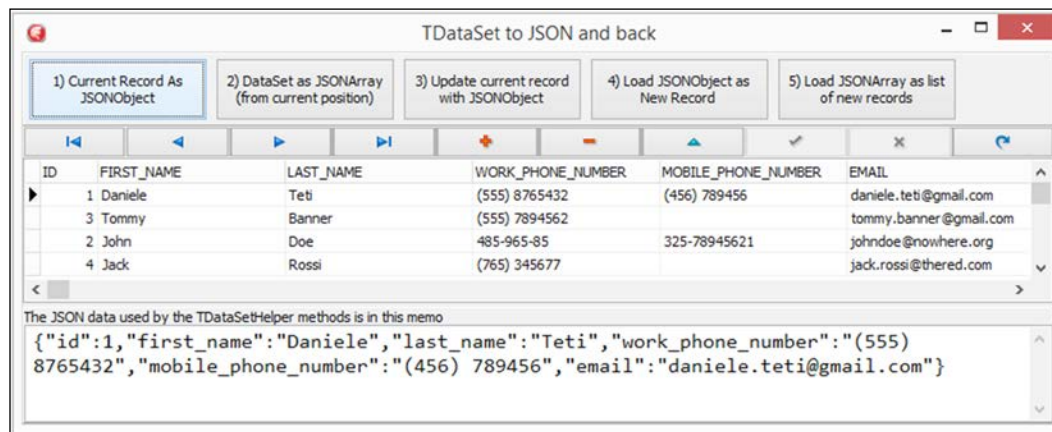 TDataSet to JSON and back
1) Current Record As
JSONObject
2) DataSet as JSONArray
(from current position)
3) Update current record
with JSONObject
4) Load JSONObject as
New Record
5) Load JSONArray as list
of new records
ID FIRST_NAME LAST_NAME WORK_PHONE_NUMBER MOBILE_PHONE_NUMBER EMAIL
1 Daniele Teti (555) 8765432 (456) 789456 daniele.teti@gmail.com
3 Tommy Banner (555) 7894562 tommy.banner@gmail.com
2 John Doe 485-965-85 325-78945621 johndoe@nowhere.org
4 Jack Rossi (765) 345677 jack.rossi@thered.com
The JSON data used by the TDataSetHelper methods is in this memo
{"id":1,"first_name":"Daniele","last_name":"Teti","work_phone_number":"(555)
8765432","mobile_phone_number":"(456) 789456","email":"daniele.teti@gmail.com"}